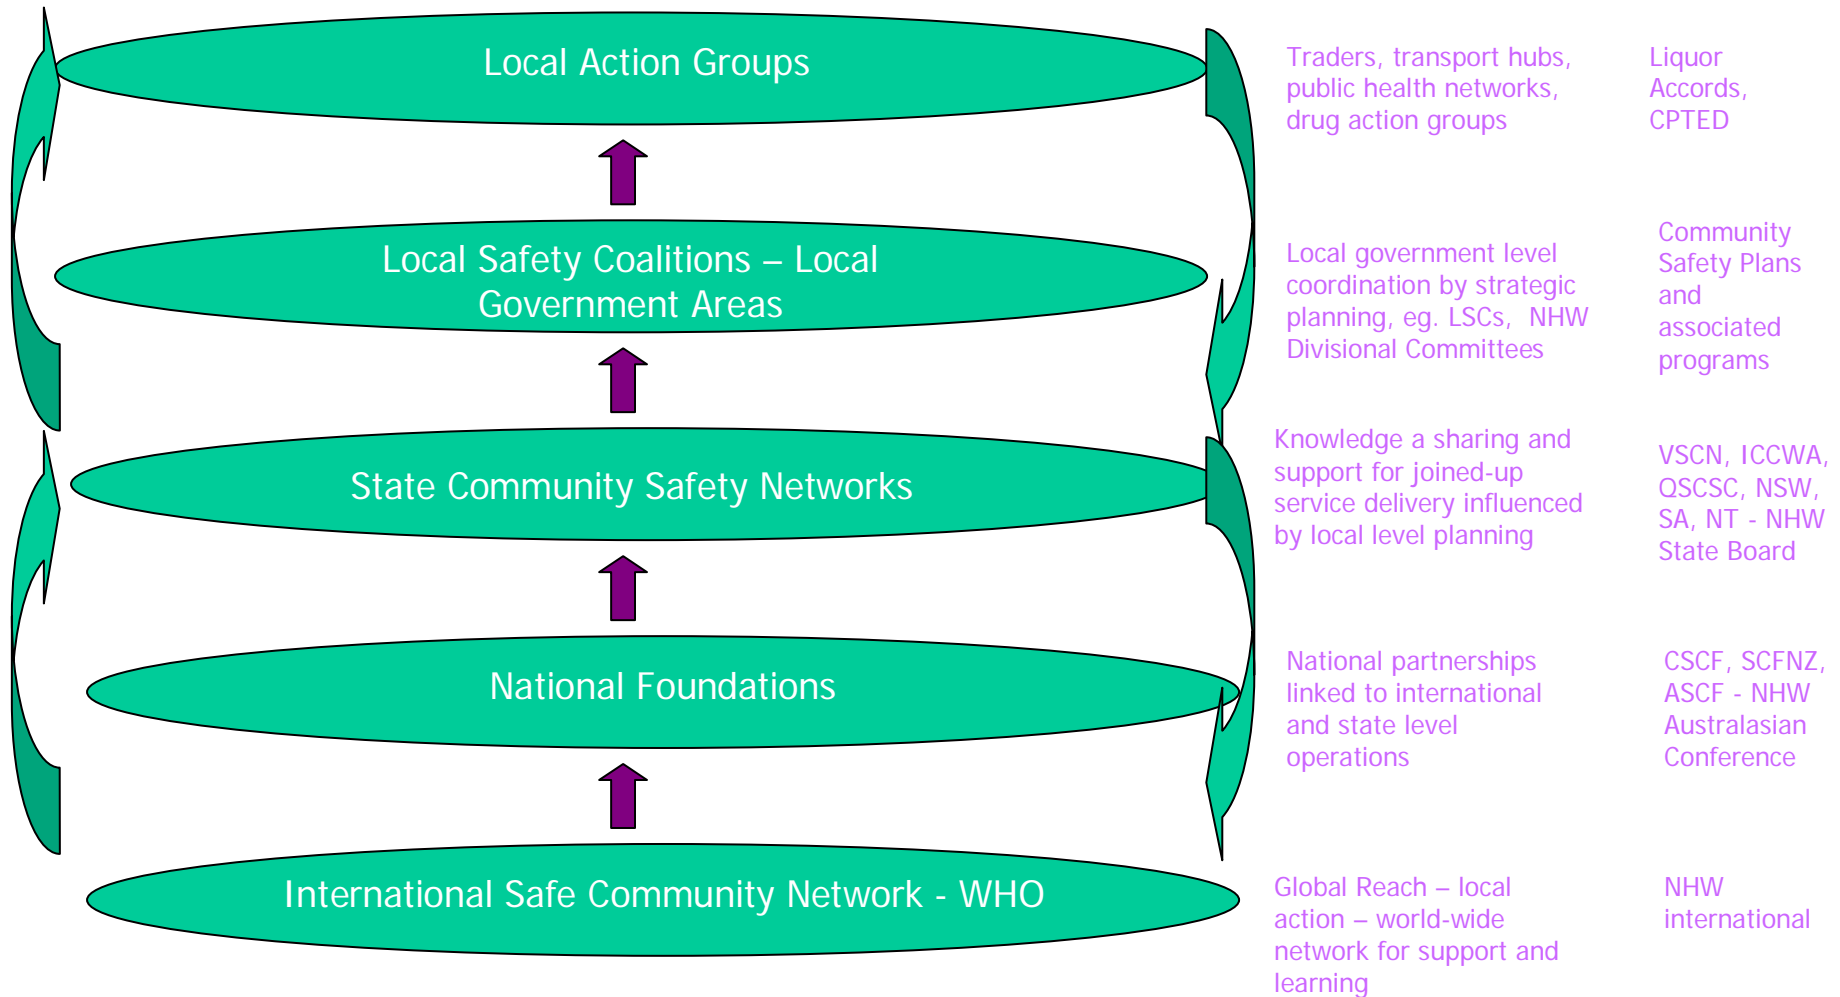 Local Action Groups
Traders, transport hubs,
public health networks,
drug action groups
Liquor
Accords,
CPTED
Local Safety Coalitions – Local
Government Areas
Local government level
coordination by strategic
planning, eg. LSCs,  NHW
Divisional Committees
Community
Safety Plans
and
associated
programs
State Community Safety Networks
Knowledge a sharing and
support for joined-up
service delivery influenced
by local level planning
VSCN, ICCWA,
QSCSC, NSW,
SA, NT - NHW
State Board
National Foundations
National partnerships
linked to international
and state level
operations
CSCF, SCFNZ,
ASCF - NHW
Australasian
Conference
International Safe Community Network - WHO
Global Reach – local
action – world-wide
network for support and
learning
NHW
international